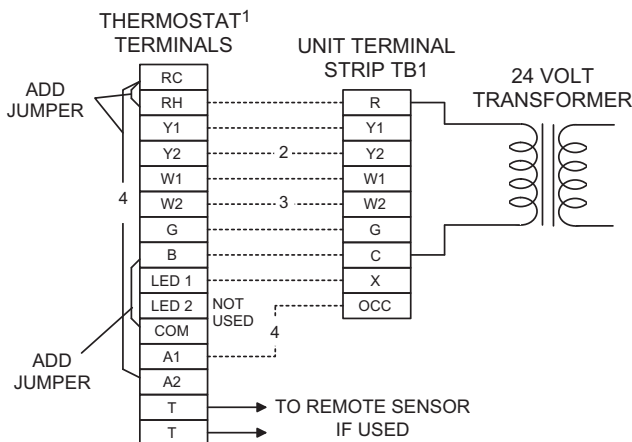 THERMOSTAT1
TERMINALS
UNIT TERMINAL
STRIP TB1
24 VOLT
TRANSFORMER
ADD
JUMPER
RC
RH
Y1
Y2
W1
W2
G
B
LED 1
LED 2
COM
A1
A2
T
T
4
2
3
NOT
USED
4
R
Y1
Y2
W1
W2
G
C
X
OCC
ADD
JUMPER
TO REMOTE SENSOR
IF USED